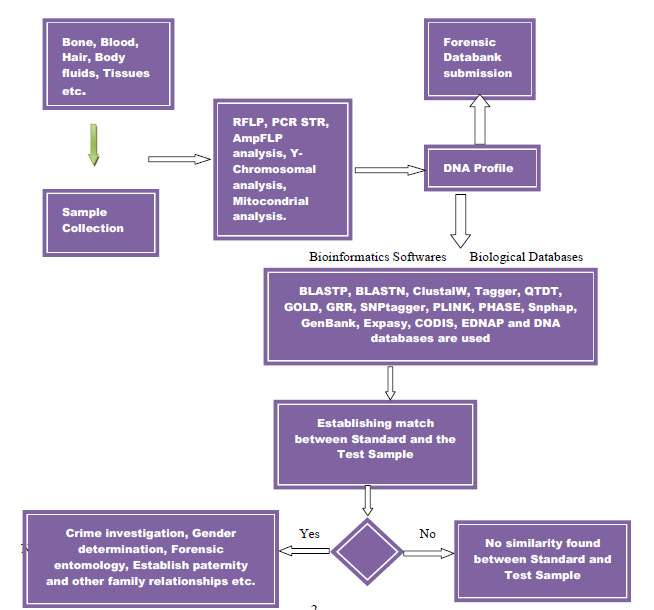 Bone, Blood,
Hair, Body
fluids, Tissues
etc.
Sample
Collection
RFLP, PCR STR,
AmpFLP
analysis, Y-
Chromosomal
analysis,
Mitocondrial
analysis.
Forensic
Databank
submission
DNA Profile
Bioinformatics Softwares
Biological Databases
BLASTP, BLASTN, ClustalW, Tagger, QTDT,
GOLD, GRR, SNPtagger, PLINK, PHASE, Snphap,
GenBank, Expasy, CODIS, EDNAP and DNA
databases are used
Establishing match
between Standard and the
Test Sample
Yes
No
Crime investigation, Gender
determination, Forensic
entomology, Establish paternity
and other family relationships etc.
No similarity found
between Standard and
Test Sample